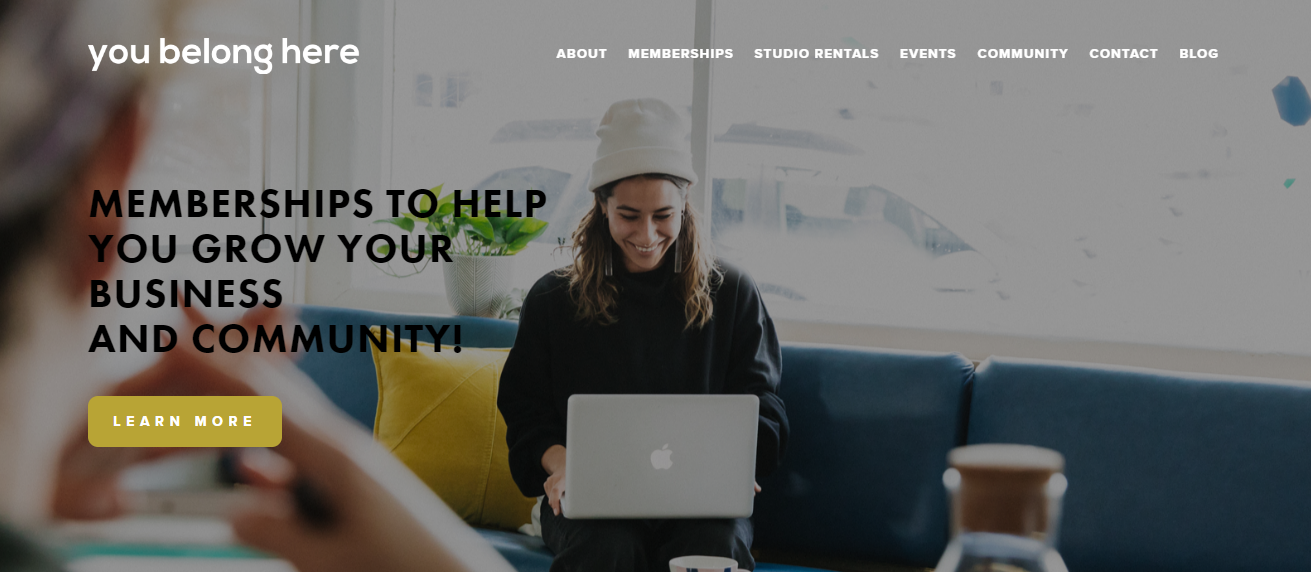 you belong here
ABOUT MEMBERSHIPS STUDIO RENTALS EVENTS COMMUNITY CONTACT BLOG
MEMBERSHIPS TO HELP
YOU GROW YOUR
BUSINESS
AND COMMUNITY!
LEARN MORE